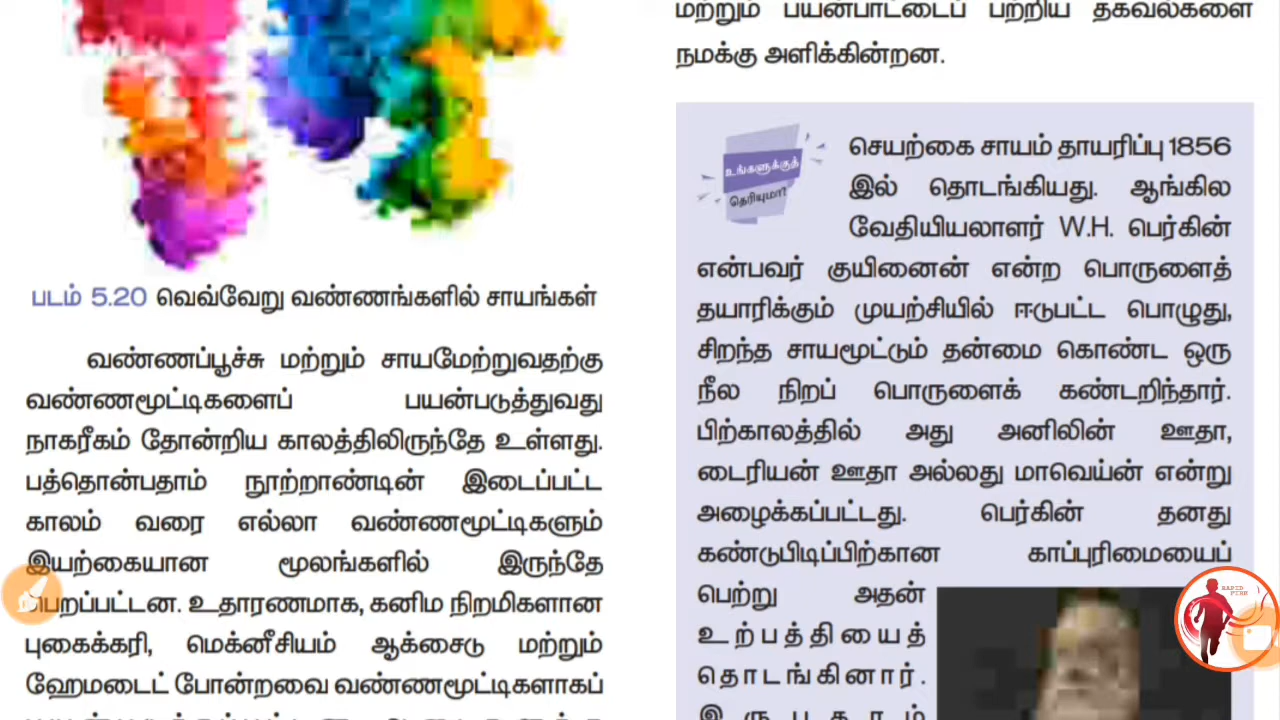 படம் 5.20 வெவ்வேறு வண்ணங்களில் சாயங்கள்
வண்ணப்பூச்சு மற்றும் சாயமேற்றுவதற்கு
வண்ணமூட்டிகளைப் பயன்படுத்துவது
நாகரீகம் தோன்றிய காலத்திலிருந்தே உள்ளது.
பத்தொன்பதாம் நூற்றாண்டின் இடைப்பட்ட
காலம் வரை எல்லா வண்ணமூட்டிகளும்
இயற்கையான மூலங்களில் இருந்தே
பெறப்பட்டன. உதாரணமாக, கனிம நிறமிகளான
புகைக்கரி, மெக்னீசியம் ஆக்சைடு மற்றும்
ஹேமடைட் போன்றவை வண்ணமூட்டிகளாகப்
மற்றும் பயன்பாட்டைப் பற்றிய தகவல்களை
நமக்கு அளிக்கின்றன.
உங்களுக்குத்
தெரியுமா?
செயற்கை சாயம் தாயரிப்பு 1856
இல் தொடங்கியது. ஆங்கில
வேதியியலாளர் W.H. பெர்கின்
என்பவர் குயினைன் என்ற பொருளைத்
தயாரிக்கும் முயற்சியில் ஈடுபட்ட பொழுது,
சிறந்த சாயமூட்டும் தன்மை கொண்ட ஒரு
நீல நிறப் பொருளைக் கண்டறிந்தார்.
பிற்காலத்தில் அது அனிலின் ஊதா,
டைரியன் ஊதா அல்லது மாவெய்ன் என்று
அழைக்கப்பட்டது. பெர்கின் தனது
கண்டுபிடிப்பிற்கான காப்புரிமையைப்
பெற்று அதன்
உற்பத்தியைத்
தொடங்கினார்.
RAPID
FIRE